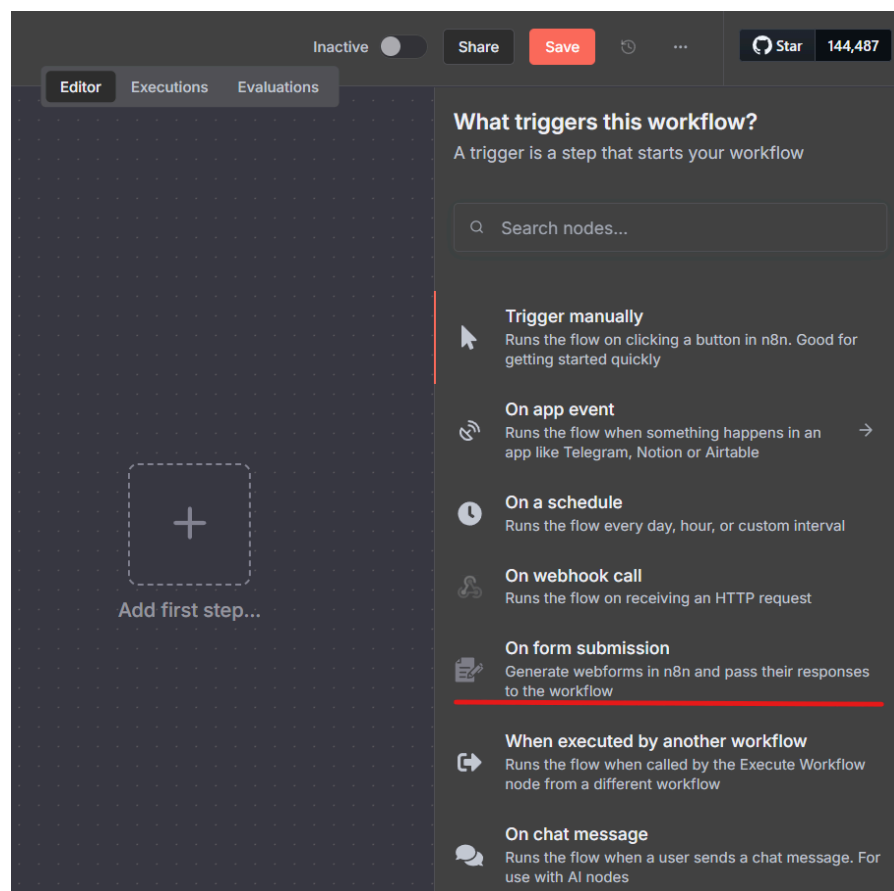 Inactive
Share
Save
...
Star
144,487
Editor
Executions
Evaluations
What triggers this workflow?
A trigger is a step that starts your workflow
Search nodes...
Trigger manually
Runs the flow on clicking a button in n8n. Good for
getting started quickly
On app event
Runs the flow when something happens in an
app like Telegram, Notion or Airtable
On a schedule
Runs the flow every day, hour, or custom interval
On webhook call
Runs the flow on receiving an HTTP request
On form submission
Generate webforms in n8n and pass their responses
to the workflow
When executed by another workflow
Runs the flow when called by the Execute Workflow
node from a different workflow
On chat message
Runs the flow when a user sends a chat message. For
use with AI nodes
Add first step...